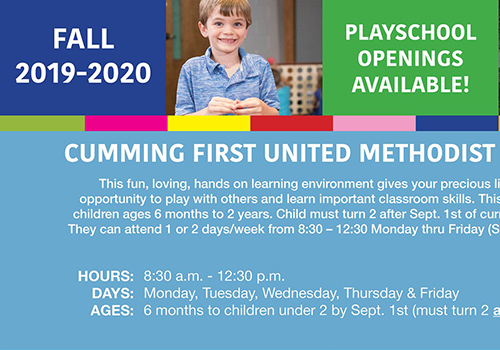 FALL
2019-2020
PLAYSCHOOL
OPENINGS
AVAILABLE!
CUMMING FIRST UNITED METHODIST
This fun, loving, hands on learning environment gives your precious li
opportunity to play with others and learn important classroom skills. This
children ages 6 months to 2 years. Child must turn 2 after Sept. 1st of cur
They can attend 1 or 2 days/week from 8:30 – 12:30 Monday thru Friday (S
HOURS: 8:30 a.m. - 12:30 p.m.
DAYS: Monday, Tuesday, Wednesday, Thursday & Friday
AGES: 6 months to children under 2 by Sept. 1st (must turn 2 a